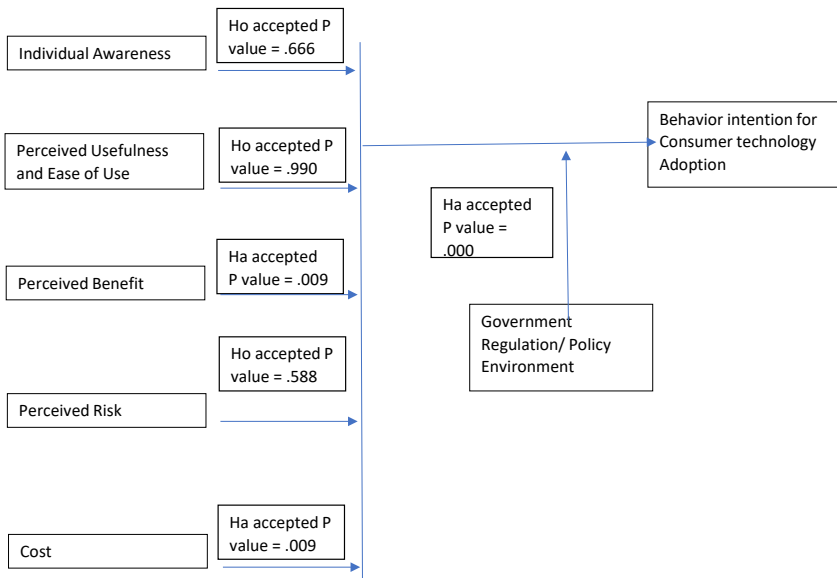 Individual Awareness
Ho accepted P
value = .666
Perceived Usefulness
and Ease of Use
Ho accepted P
value = .990
Perceived Benefit
Ha accepted
P value = .009
Perceived Risk
Ho accepted P
value = .588
Cost
Ha accepted P
value = .009
Behavior intention for
Consumer technology
Adoption
Ha accepted
P value =
.000
Government
Regulation/ Policy
Environment